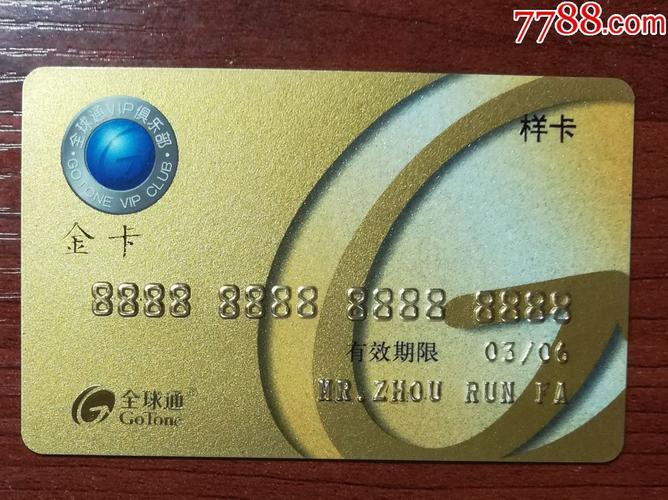 7788.com
全球通VIP俱乐部
GOTONE VIP CLUB
样卡
金卡
8888 8888 8888 8888
有效期限 03/06
MR.ZHOU RUN FA
全球通®
GoTone